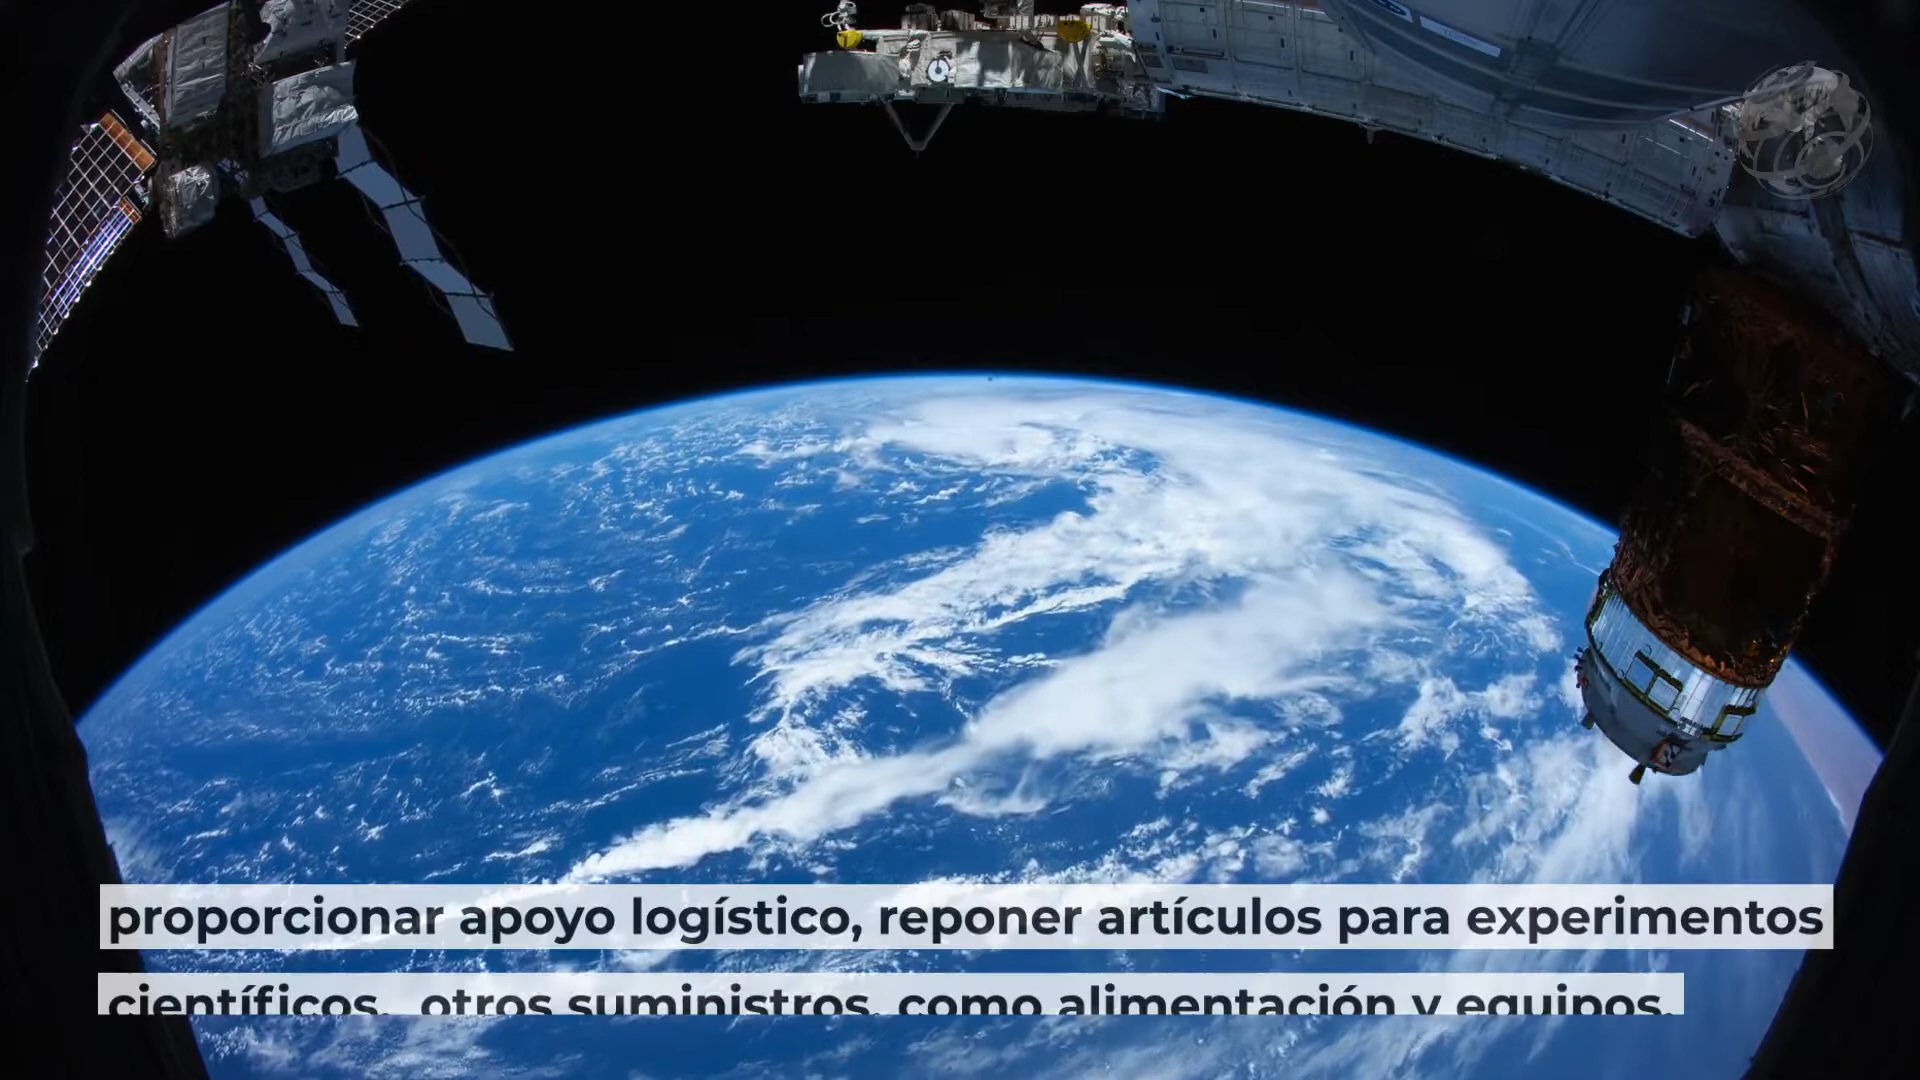 proporcionar apoyo logístico, reponer artículos para experimentos
científicos,  otros suministros, como alimentación y equipos,